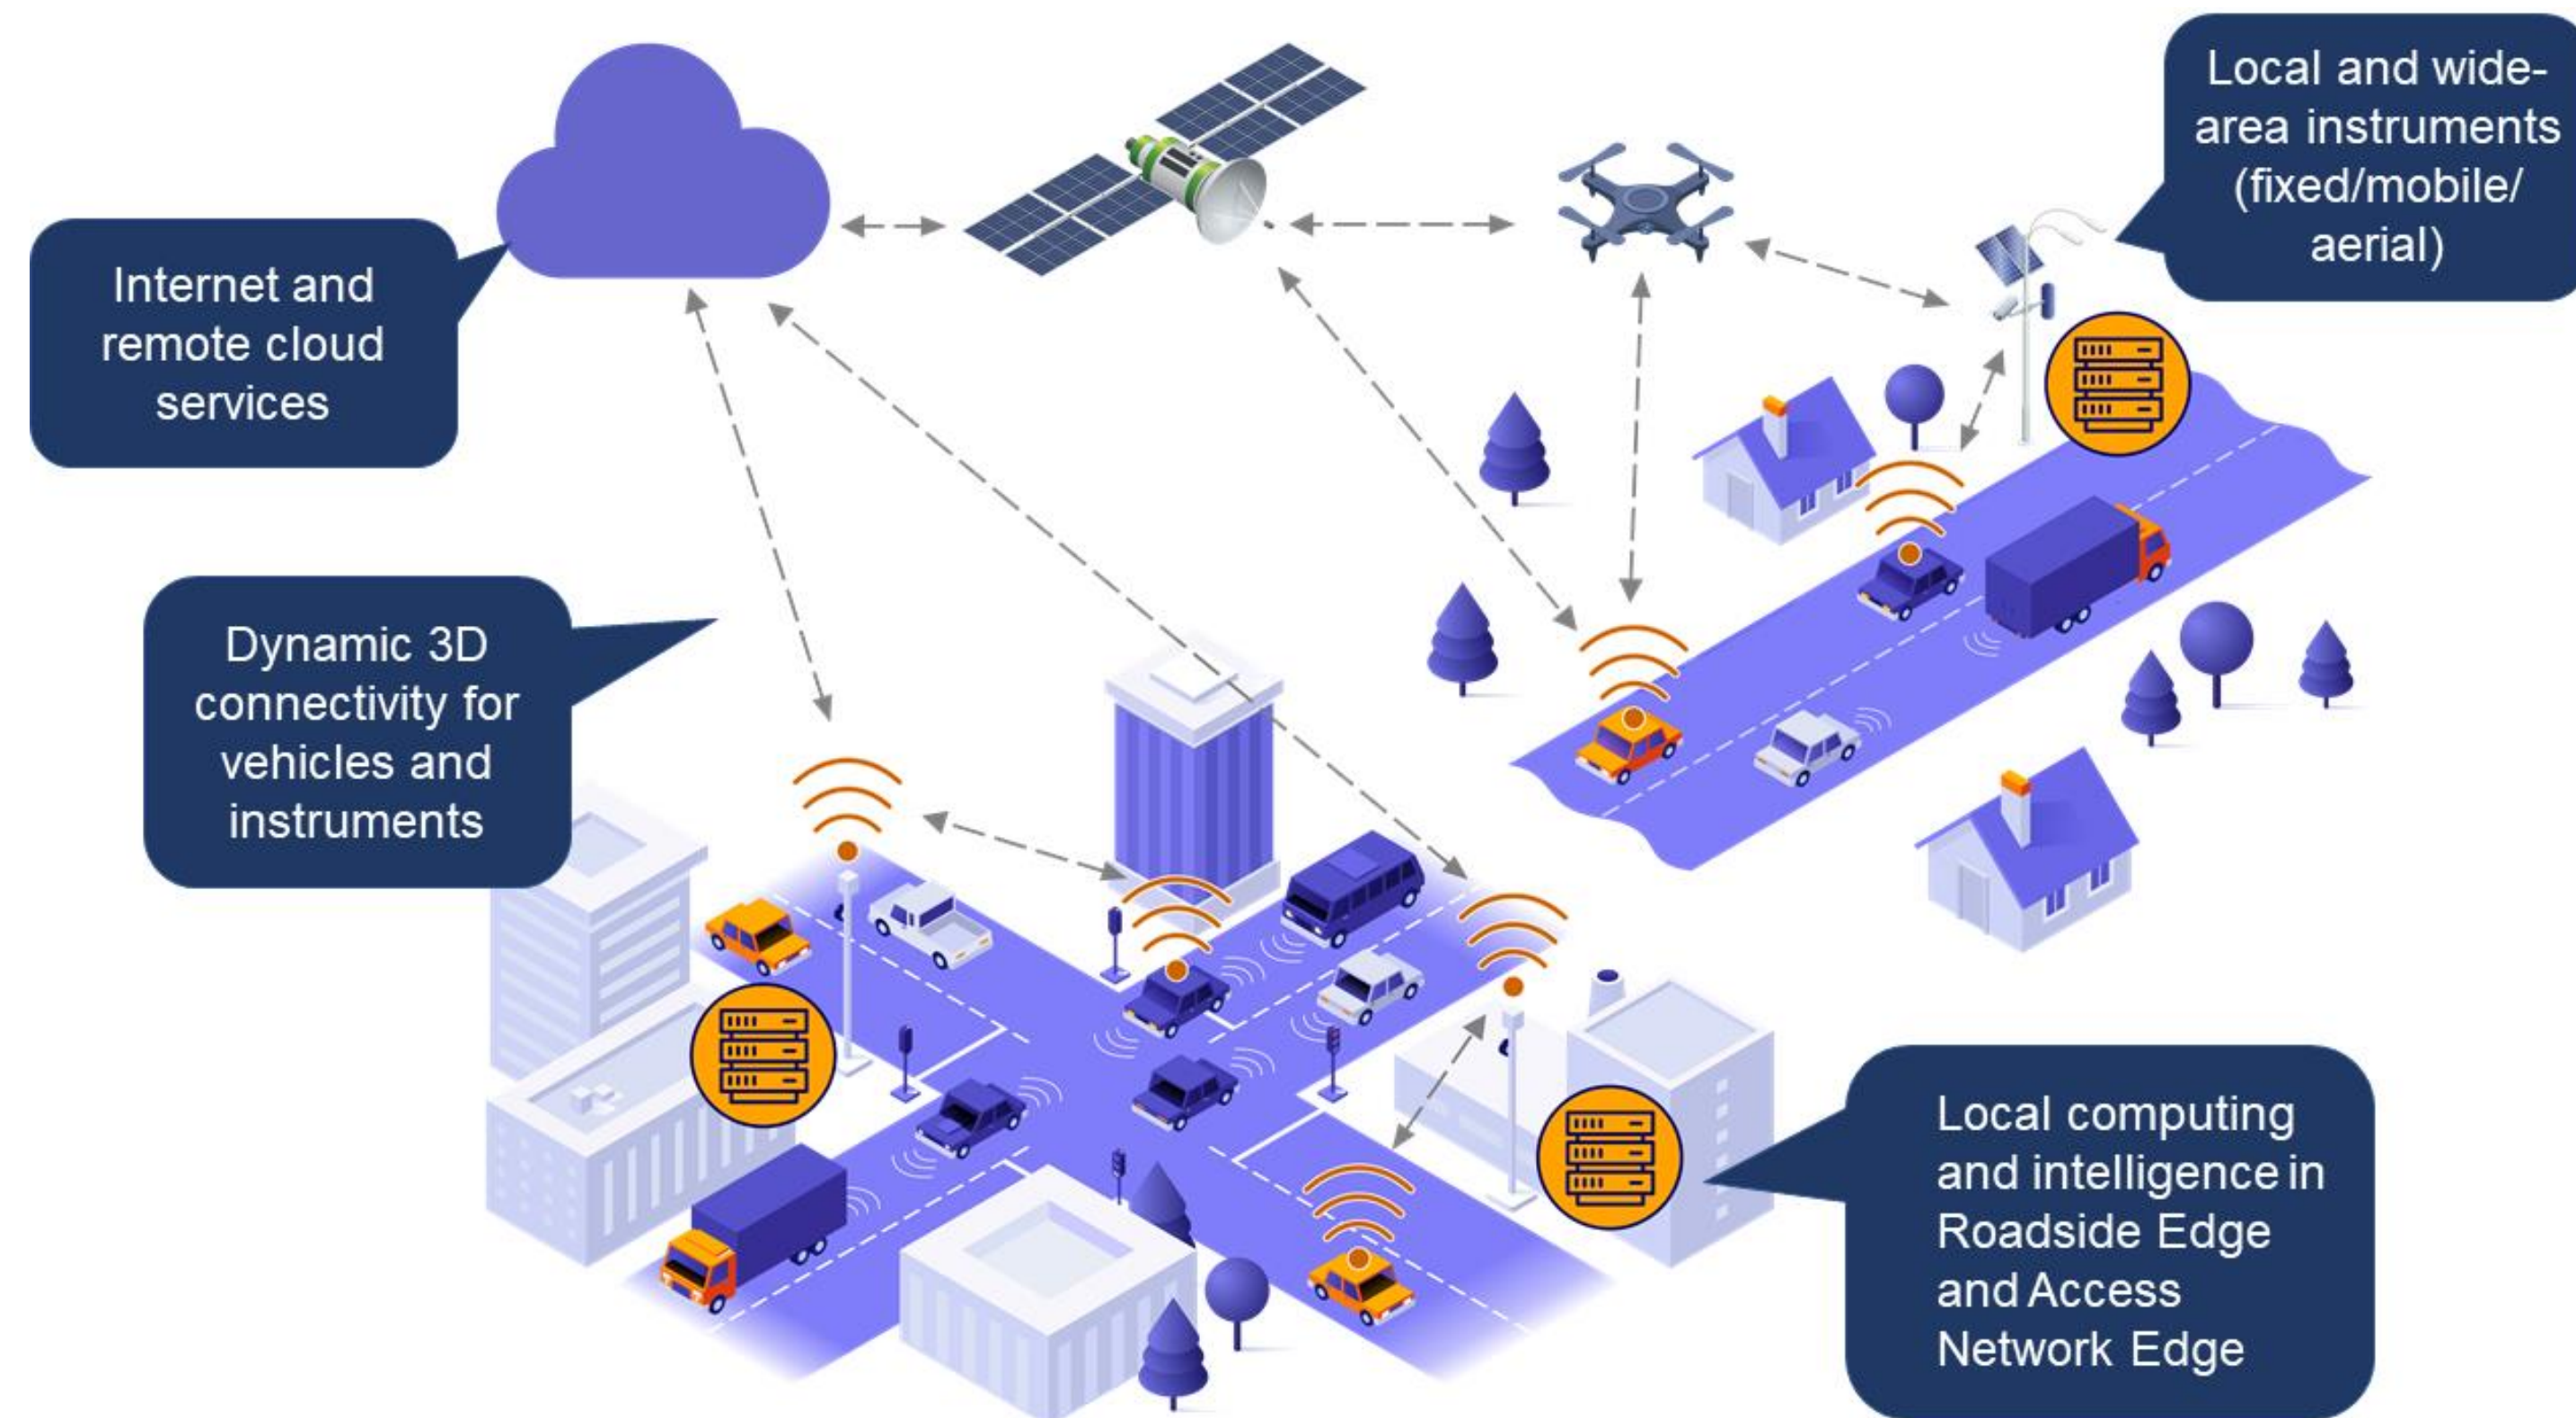 Local and wide-
area instruments
(fixed/mobile/
aerial)
Internet and
remote cloud
services
Dynamic 3D
connectivity for
vehicles and
instruments
Local computing
and intelligence in
Roadside Edge
and Access
Network Edge